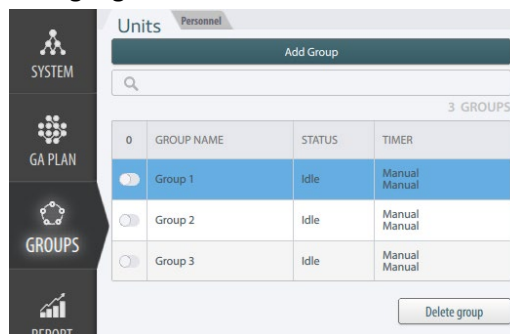 Units Personnel
Add Group
SYSTEM
3 GROUPS
0 GROUP NAME STATUS TIMER
GA PLAN
Group 1 Idle Manual
Manual
Group 2 Idle Manual
Manual
GROUPS
Group 3 Idle Manual
Manual
Delete group
REPORT